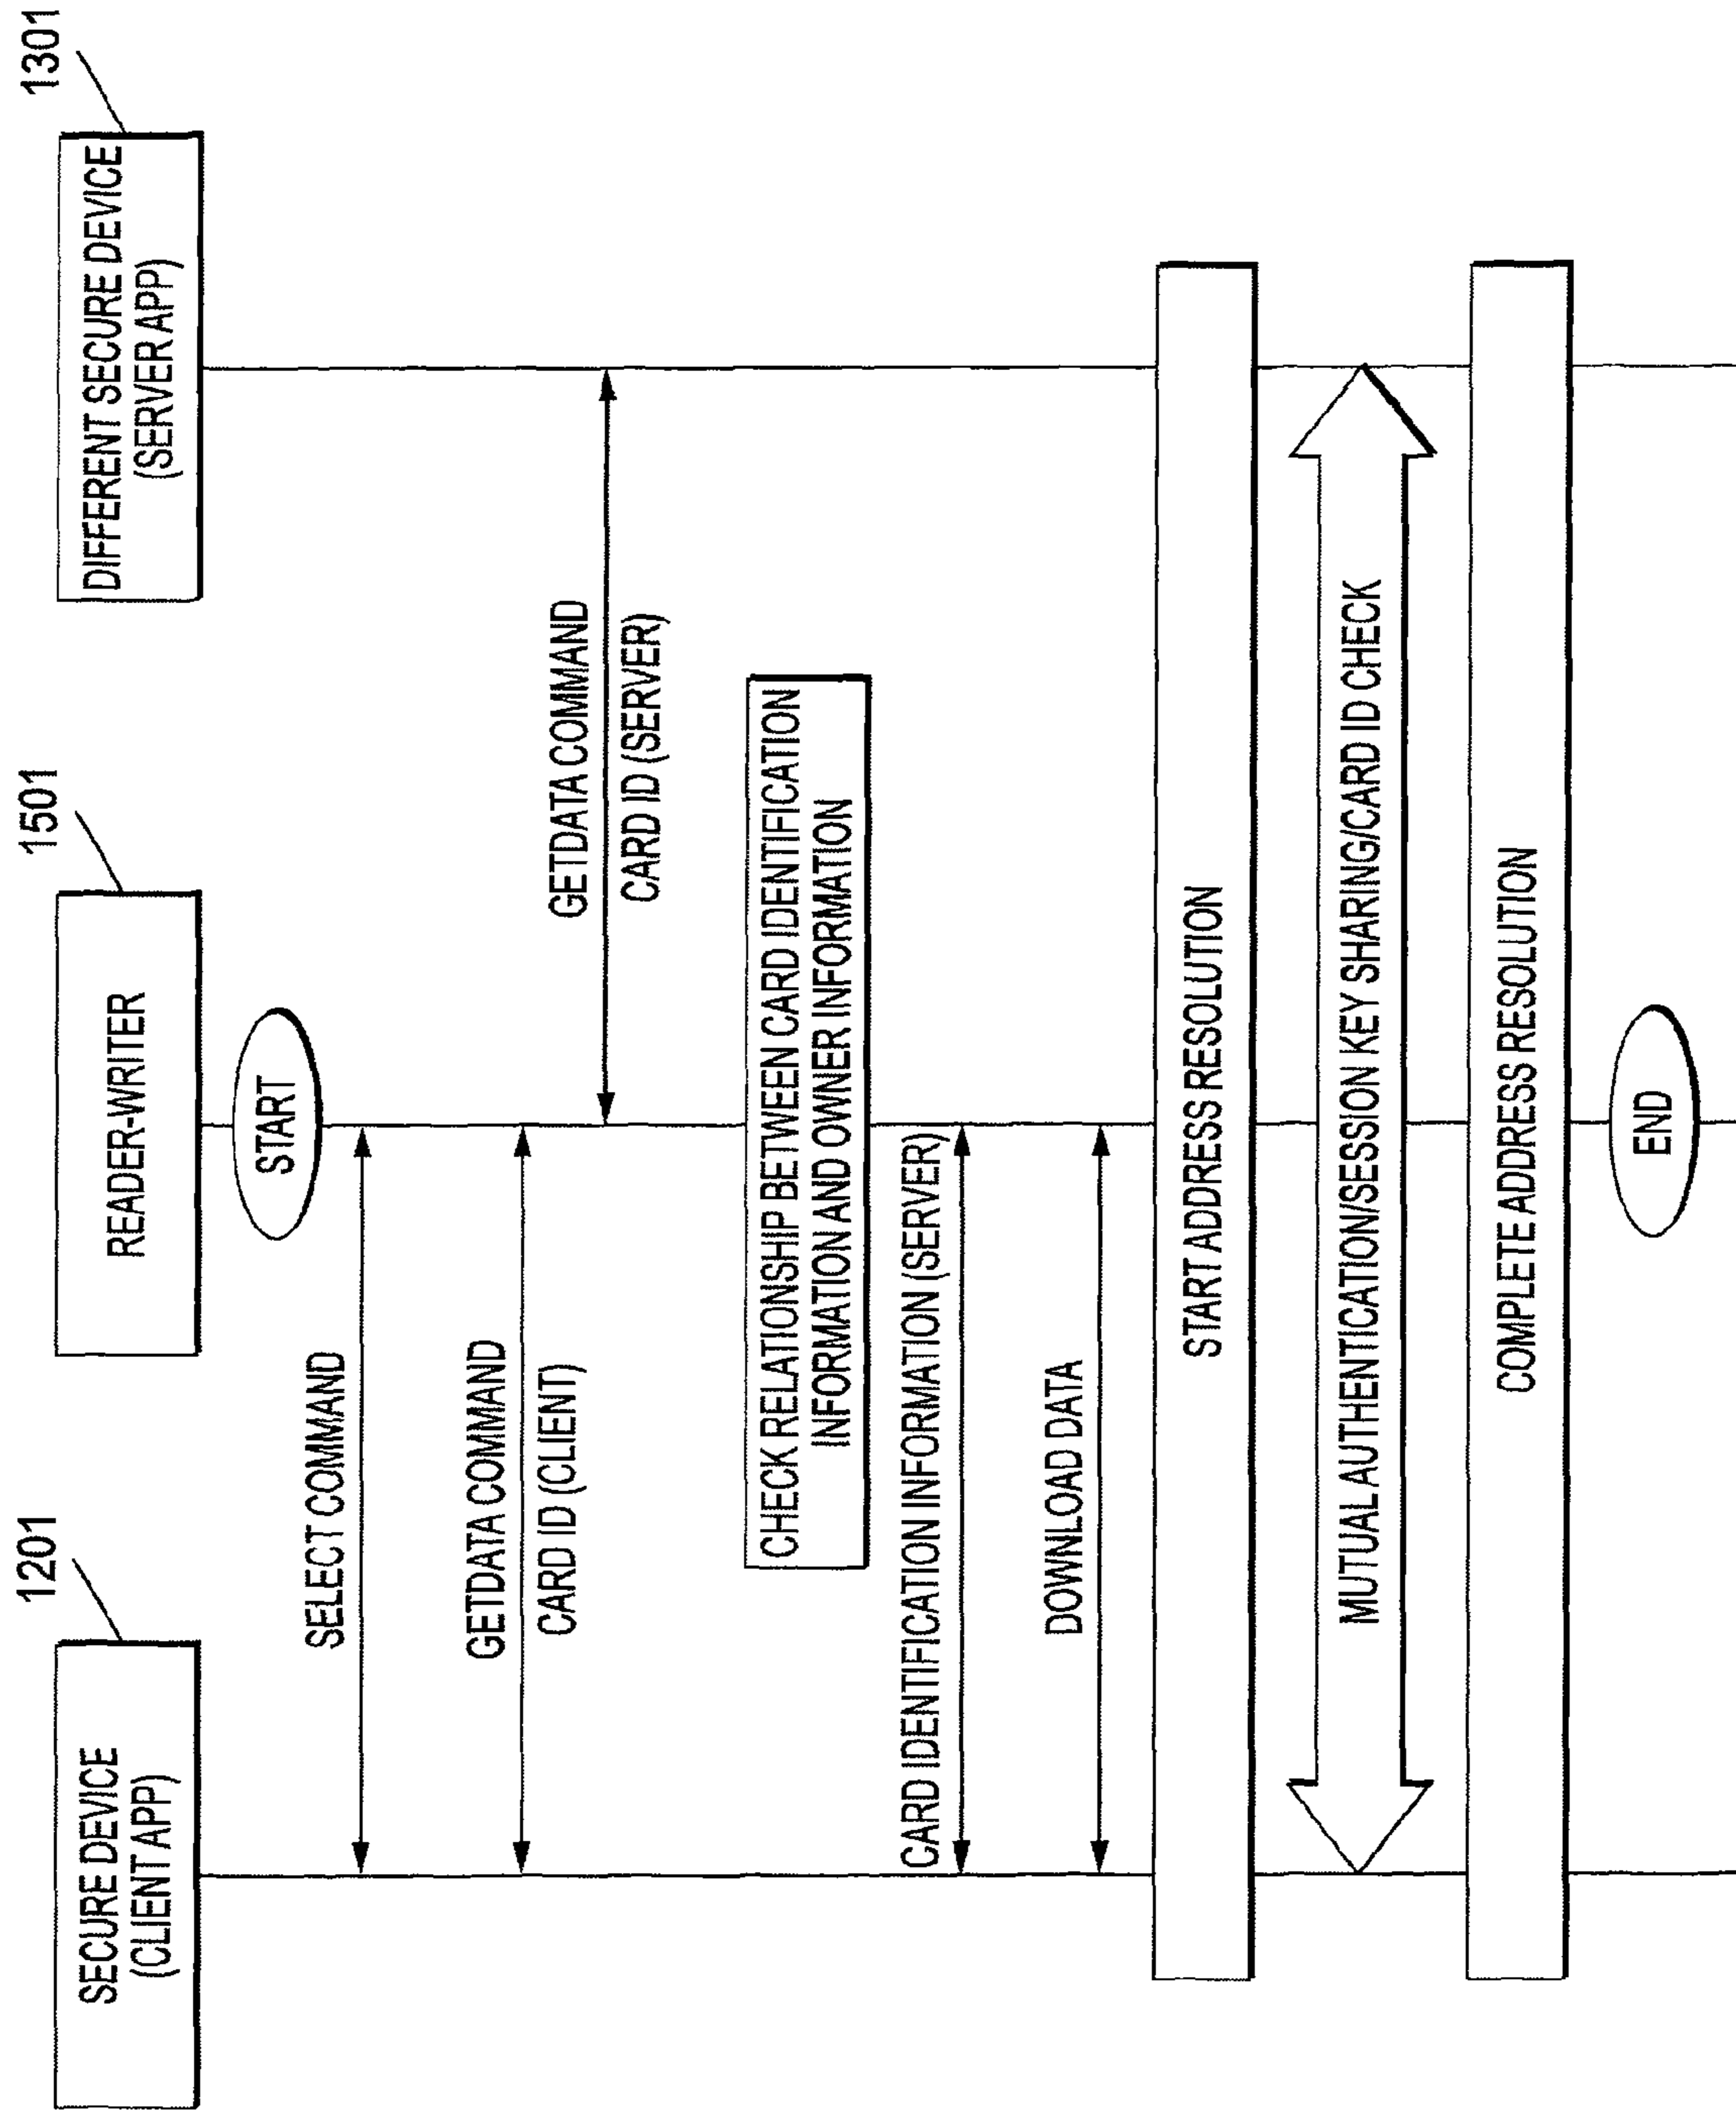 1201
1501
1301
SECURE DEVICE
(CLIENT APP)
READER-WRITER
DIFFERENT SECURE DEVICE
(SERVER APP)
START
SELECT COMMAND
GETDATA COMMAND
CARD ID (CLIENT)
GETDATA COMMAND
CARD ID (SERVER)
CHECK RELATIONSHIP BETWEEN CARD IDENTIFICATION
INFORMATION AND OWNER INFORMATION
CARD IDENTIFICATION INFORMATION (SERVER)
DOWNLOAD DATA
START ADDRESS RESOLUTION
MUTUAL AUTHENTICATION/SESSION KEY SHARING/CARD ID CHECK
COMPLETE ADDRESS RESOLUTION
END